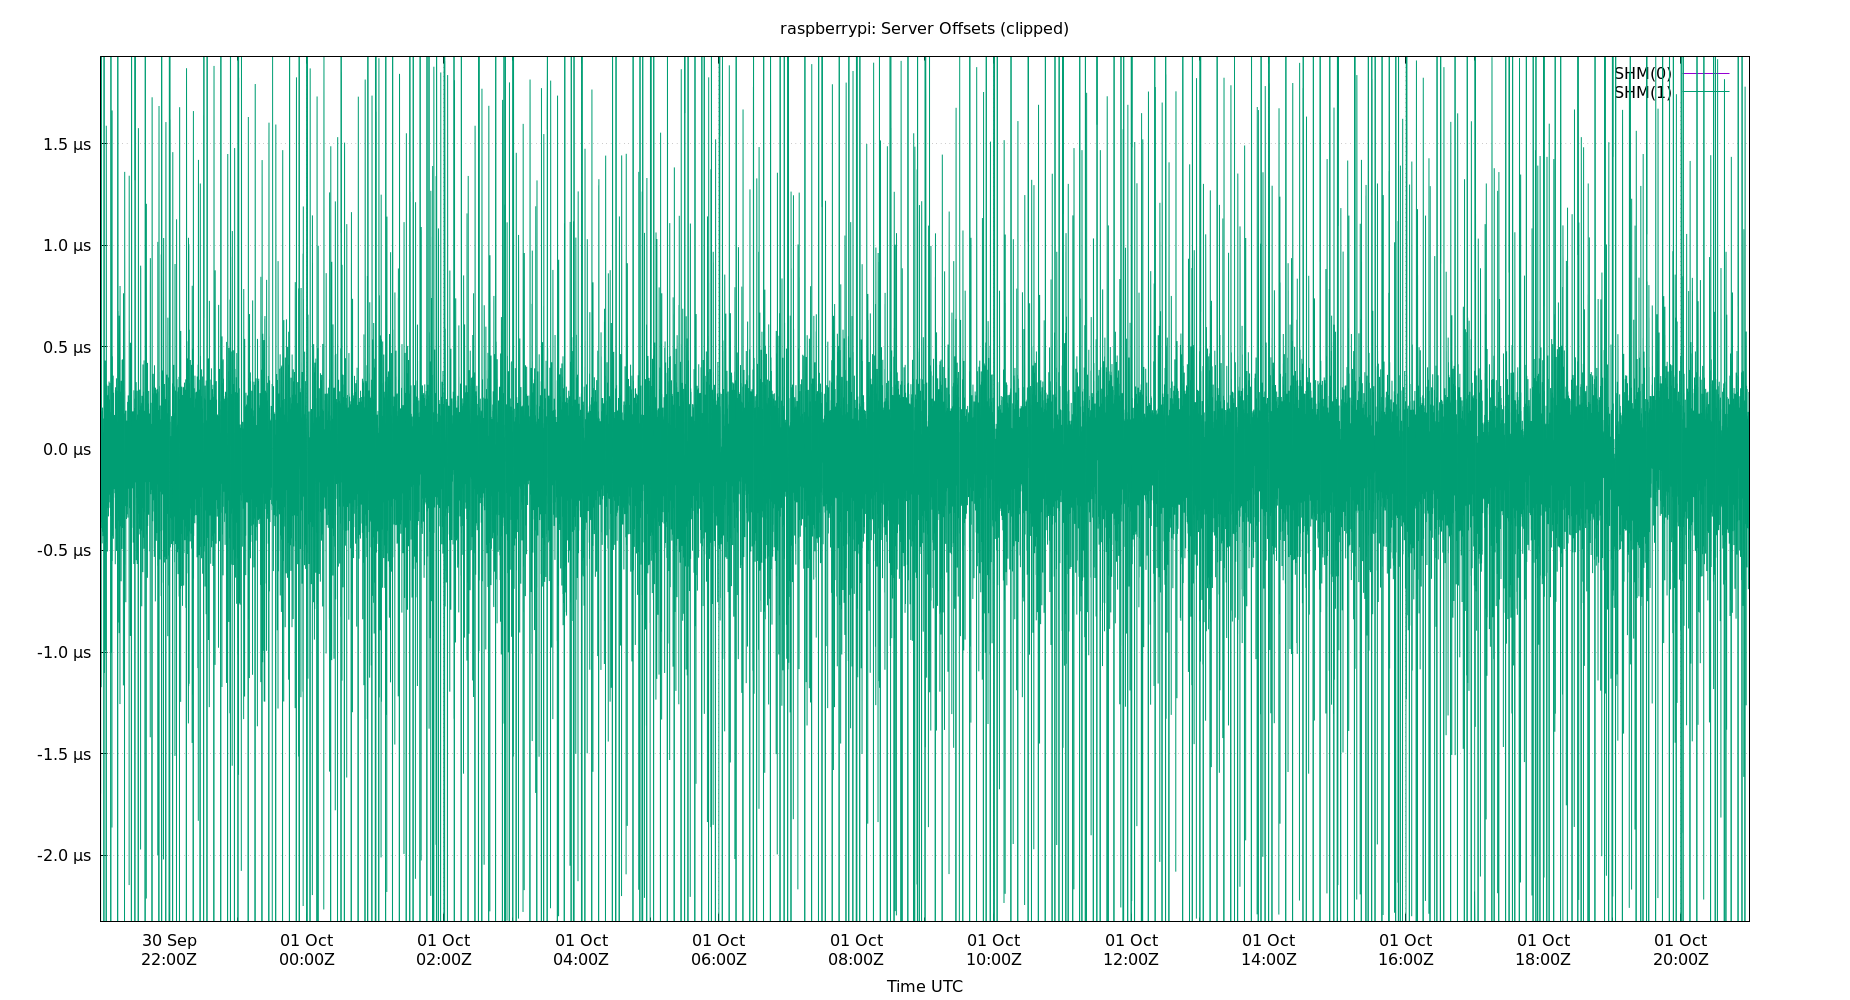 raspberrypi: Server Offsets (clipped)
SHM(0)
SHM(1)
1.5 µs
1.0 µs
0.5 µs
0.0 µs
-0.5 µs
-1.0 µs
-1.5 µs
-2.0 µs
30 Sep 01 Oct 01 Oct 01 Oct 01 Oct 01 Oct 01 Oct 01 Oct 01 Oct 01 Oct 01 Oct 01 Oct
22:00Z 00:00Z 02:00Z 04:00Z 06:00Z 08:00Z 10:00Z 12:00Z 14:00Z 16:00Z 18:00Z 20:00Z
Time UTC